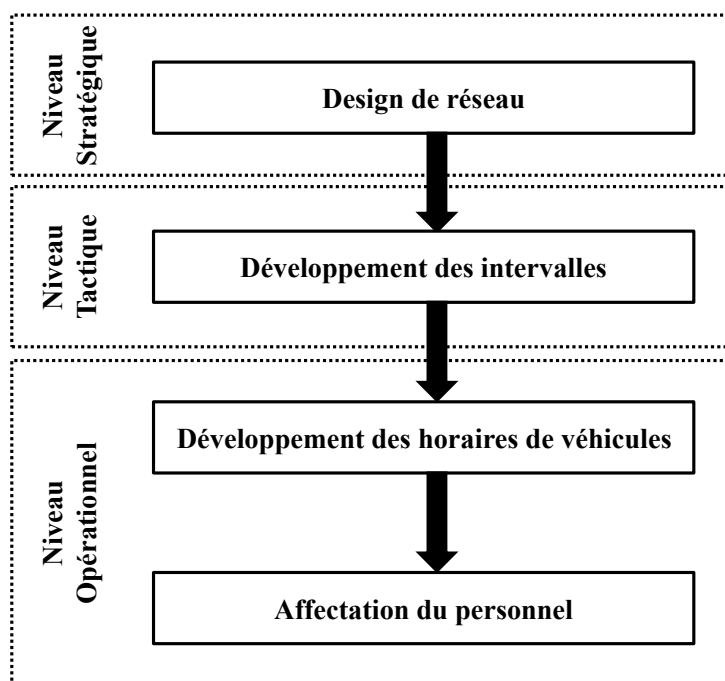 Niveau
Stratégique
Design de réseau
Niveau
Tactique
Développement des intervalles
Niveau
Opérationnel
Développement des horaires de véhicules
Affectation du personnel